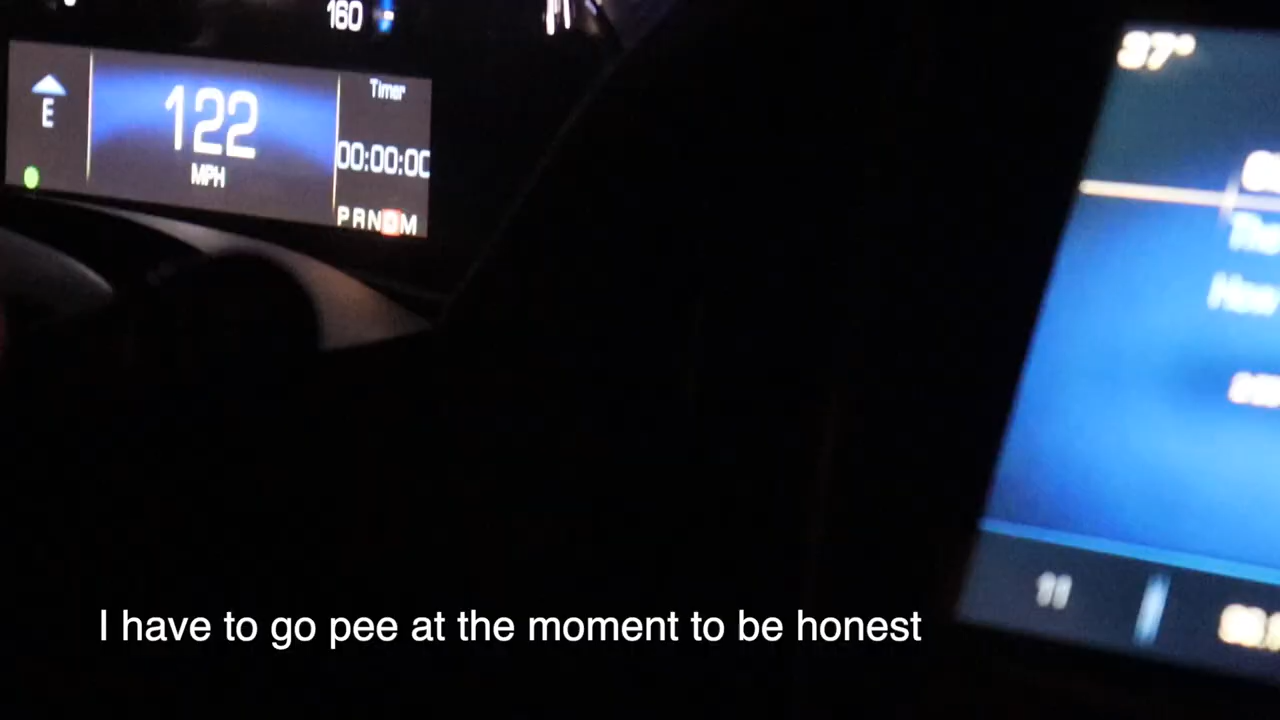 160
E
122
MPH
Timer
00:00:00
PRNDM
37°
The
I have to go pee at the moment to be honest